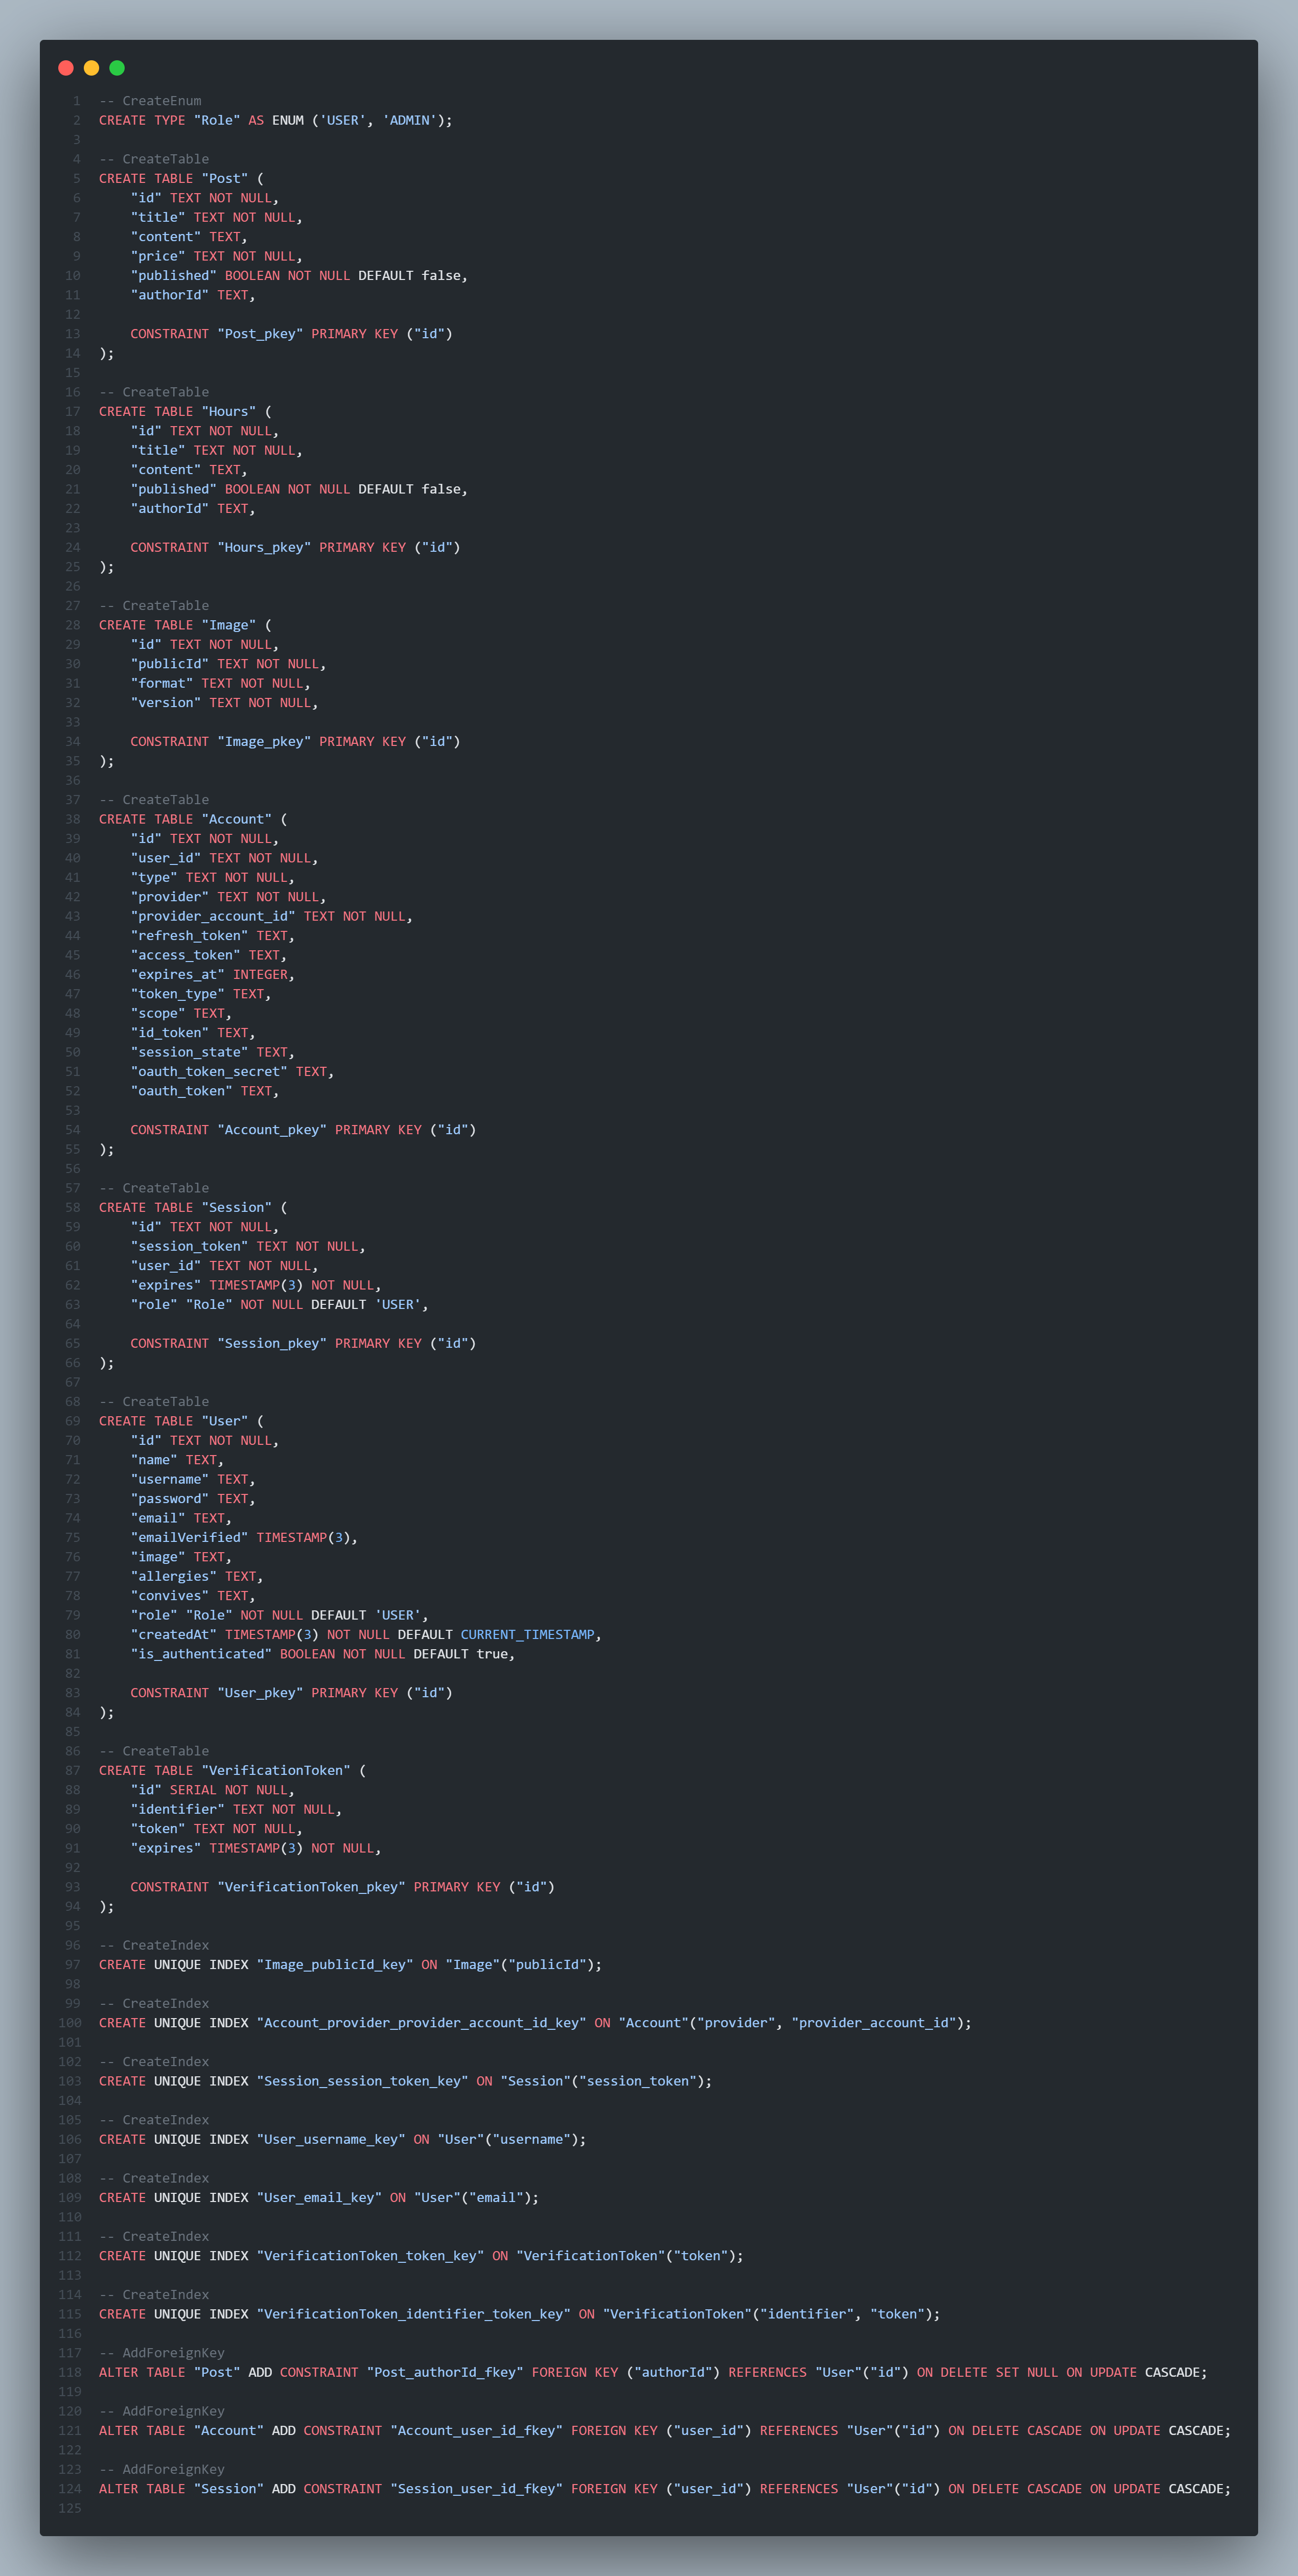 1 -- CreateEnum
2 CREATE TYPE "Role" AS ENUM ('USER', 'ADMIN');
3
4 -- CreateTable
5 CREATE TABLE "Post" (
6     "id" TEXT NOT NULL,
7     "title" TEXT NOT NULL,
8     "content" TEXT,
9     "price" TEXT NOT NULL,
10     "published" BOOLEAN NOT NULL DEFAULT false,
11     "authorId" TEXT,
12
13     CONSTRAINT "Post_pkey" PRIMARY KEY ("id")
14 );
15
16 -- CreateTable
17 CREATE TABLE "Hours" (
18     "id" TEXT NOT NULL,
19     "title" TEXT NOT NULL,
20     "content" TEXT,
21     "published" BOOLEAN NOT NULL DEFAULT false,
22     "authorId" TEXT,
23
24     CONSTRAINT "Hours_pkey" PRIMARY KEY ("id")
25 );
26
27 -- CreateTable
28 CREATE TABLE "Image" (
29     "id" TEXT NOT NULL,
30     "publicId" TEXT NOT NULL,
31     "format" TEXT NOT NULL,
32     "version" TEXT NOT NULL,
33
34     CONSTRAINT "Image_pkey" PRIMARY KEY ("id")
35 );
36
37 -- CreateTable
38 CREATE TABLE "Account" (
39     "id" TEXT NOT NULL,
40     "user_id" TEXT NOT NULL,
41     "type" TEXT NOT NULL,
42     "provider" TEXT NOT NULL,
43     "provider_account_id" TEXT NOT NULL,
44     "refresh_token" TEXT,
45     "access_token" TEXT,
46     "expires_at" INTEGER,
47     "token_type" TEXT,
48     "scope" TEXT,
49     "id_token" TEXT,
50     "session_state" TEXT,
51     "oauth_token_secret" TEXT,
52     "oauth_token" TEXT,
53
54     CONSTRAINT "Account_pkey" PRIMARY KEY ("id")
55 );
56
57 -- CreateTable
58 CREATE TABLE "Session" (
59     "id" TEXT NOT NULL,
60     "session_token" TEXT NOT NULL,
61     "user_id" TEXT NOT NULL,
62     "expires" TIMESTAMP(3) NOT NULL,
63     "role" "Role" NOT NULL DEFAULT 'USER',
64
65     CONSTRAINT "Session_pkey" PRIMARY KEY ("id")
66 );
67
68 -- CreateTable
69 CREATE TABLE "User" (
70     "id" TEXT NOT NULL,
71     "name" TEXT,
72     "username" TEXT,
73     "password" TEXT,
74     "email" TEXT,
75     "emailVerified" TIMESTAMP(3),
76     "image" TEXT,
77     "allergies" TEXT,
78     "convives" TEXT,
79     "role" "Role" NOT NULL DEFAULT 'USER',
80     "createdAt" TIMESTAMP(3) NOT NULL DEFAULT CURRENT_TIMESTAMP,
81     "is_authenticated" BOOLEAN NOT NULL DEFAULT true,
82
83     CONSTRAINT "User_pkey" PRIMARY KEY ("id")
84 );
85
86 -- CreateTable
87 CREATE TABLE "VerificationToken" (
88     "id" SERIAL NOT NULL,
89     "identifier" TEXT NOT NULL,
90     "token" TEXT NOT NULL,
91     "expires" TIMESTAMP(3) NOT NULL,
92
93     CONSTRAINT "VerificationToken_pkey" PRIMARY KEY ("id")
94 );
95
96 -- CreateIndex
97 CREATE UNIQUE INDEX "Image_publicId_key" ON "Image"("publicId");
98
99 -- CreateIndex
100 CREATE UNIQUE INDEX "Account_provider_provider_account_id_key" ON "Account"("provider", "provider_account_id");
101
102 -- CreateIndex
103 CREATE UNIQUE INDEX "Session_session_token_key" ON "Session"("session_token");
104
105 -- CreateIndex
106 CREATE UNIQUE INDEX "User_username_key" ON "User"("username");
107
108 -- CreateIndex
109 CREATE UNIQUE INDEX "User_email_key" ON "User"("email");
110
111 -- CreateIndex
112 CREATE UNIQUE INDEX "VerificationToken_token_key" ON "VerificationToken"("token");
113
114 -- CreateIndex
115 CREATE UNIQUE INDEX "VerificationToken_identifier_token_key" ON "VerificationToken"("identifier", "token");
116
117 -- AddForeignKey
118 ALTER TABLE "Post" ADD CONSTRAINT "Post_authorId_fkey" FOREIGN KEY ("authorId") REFERENCES "User"("id") ON DELETE SET NULL ON UPDATE CASCADE;
119
120 -- AddForeignKey
121 ALTER TABLE "Account" ADD CONSTRAINT "Account_user_id_fkey" FOREIGN KEY ("user_id") REFERENCES "User"("id") ON DELETE CASCADE ON UPDATE CASCADE;
122
123 -- AddForeignKey
124 ALTER TABLE "Session" ADD CONSTRAINT "Session_user_id_fkey" FOREIGN KEY ("user_id") REFERENCES "User"("id") ON DELETE CASCADE ON UPDATE CASCADE;
125